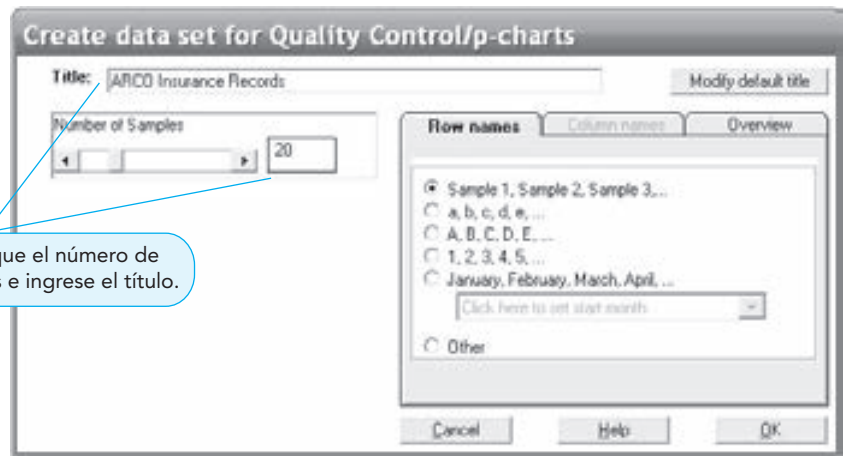 Create data set for Quality Control/p-charts
Title: ARCO Insurance Records
Modify default title
Number of Samples
20
Row names
Column names
Overview
Sample 1, Sample 2, Sample 3,...
a, b, c, d, e, ...
A, B, C, D, E, ...
1, 2, 3, 4, 5, ...
January, February, March, April, ...
Click here to set start month
Other
que el número de
s e ingrese el título.
Cancel
Help
OK